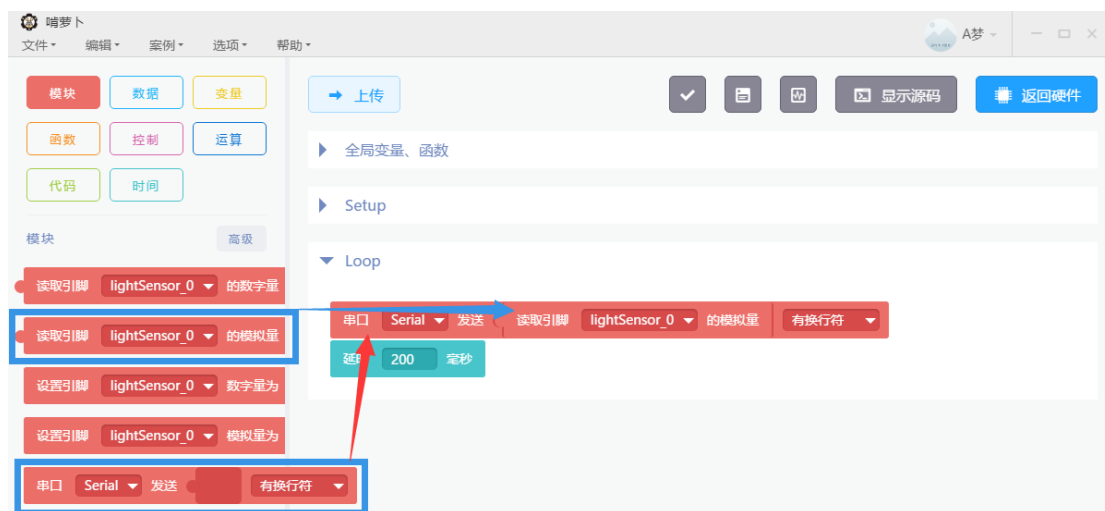 啃萝卜
文件 编辑 案例 选项 帮助
A梦
模块 数据 变量
函数 控制 运算
代码 时间
模块 高级
读取引脚 lightSensor_0 的数字量
读取引脚 lightSensor_0 的模拟量
设置引脚 lightSensor_0 数字量为
设置引脚 lightSensor_0 模拟量为
串口 Serial 发送 有换行符
上传 显示源码 返回硬件
全局变量、函数
Setup
Loop
串口 Serial 发送 读取引脚 lightSensor_0 的模拟量 有换行符
延时 200 毫秒